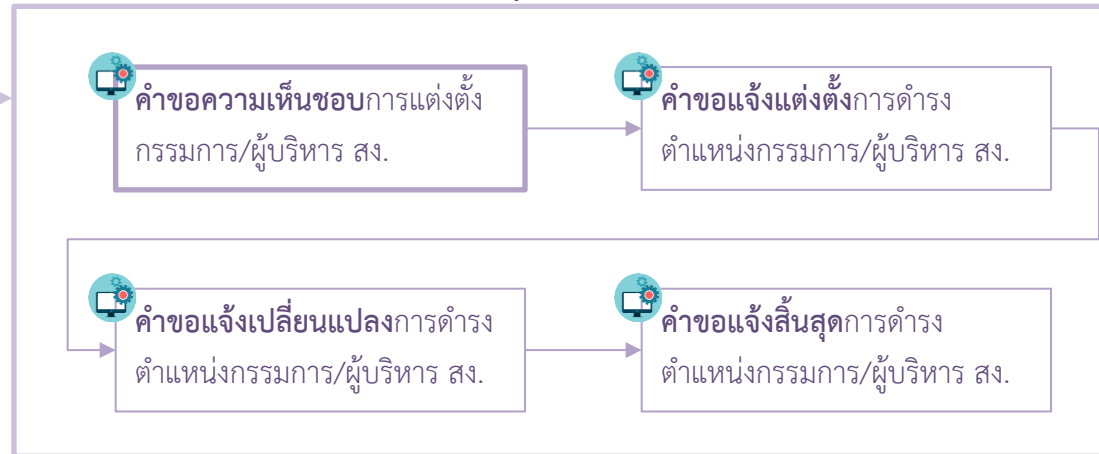 คำขอความเห็นชอบการแต่งตั้ง
กรรมการ/ผู้บริหาร สง.
คำขอแจ้งแต่งตั้งการดำรง
ตำแหน่งกรรมการ/ผู้บริหาร สง.
คำขอแจ้งเปลี่ยนแปลงการดำรง
ตำแหน่งกรรมการ/ผู้บริหาร สง.
คำขอแจ้งสิ้นสุดการดำรง
ตำแหน่งกรรมการ/ผู้บริหาร สง.